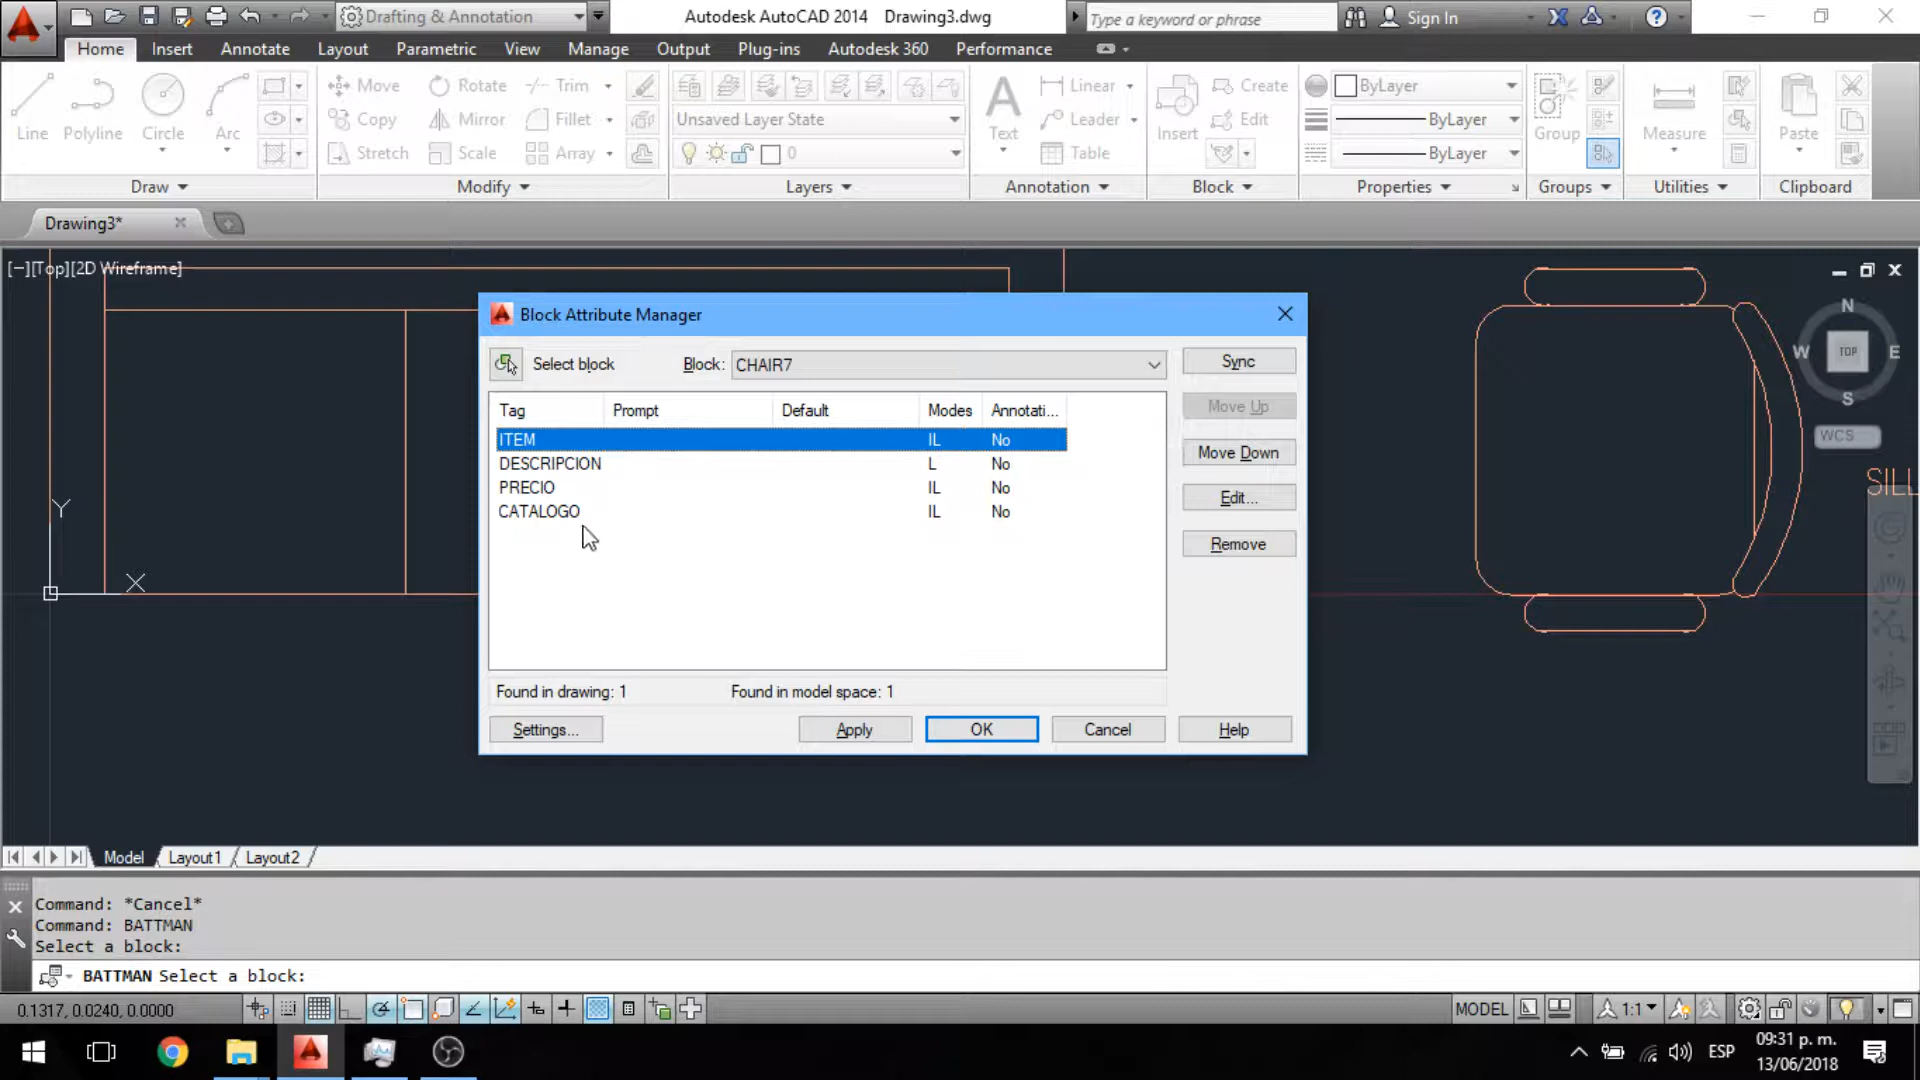 Drafting & Annotation
Autodesk AutoCAD 2014 Drawing3.dwg
Type a keyword or phrase
Sign In
Home Insert Annotate Layout Parametric View Manage Output Plug-ins Autodesk 360 Performance
Line Polyline Circle Arc
Move Rotate Trim
Copy Mirror Fillet
Stretch Scale Array
Unsaved Layer State
0
Text
Linear
Leader
Table
Insert
Create
Edit
ByLayer
ByLayer
ByLayer
Group
Measure
Paste
Draw Modify Layers Annotation Block Properties Groups Utilities Clipboard
Drawing3*
[−][Top][2D Wireframe]
N
W TOP E
S
WCS
SILL
Y
X
Block Attribute Manager
Select block Block: CHAIR7
Sync
Move Up
Move Down
Edit...
Remove
Tag Prompt Default Modes Annotati...
ITEM IL No
DESCRIPCION L No
PRECIO IL No
CATALOGO IL No
Found in drawing: 1 Found in model space: 1
Settings... Apply OK Cancel Help
Model Layout1 Layout2
Command: *Cancel*
Command: BATTMAN
Select a block:
BATTMAN Select a block:
0.1317, 0.0240, 0.0000
MODEL
1:1
ESP
09:31 p. m.
13/06/2018